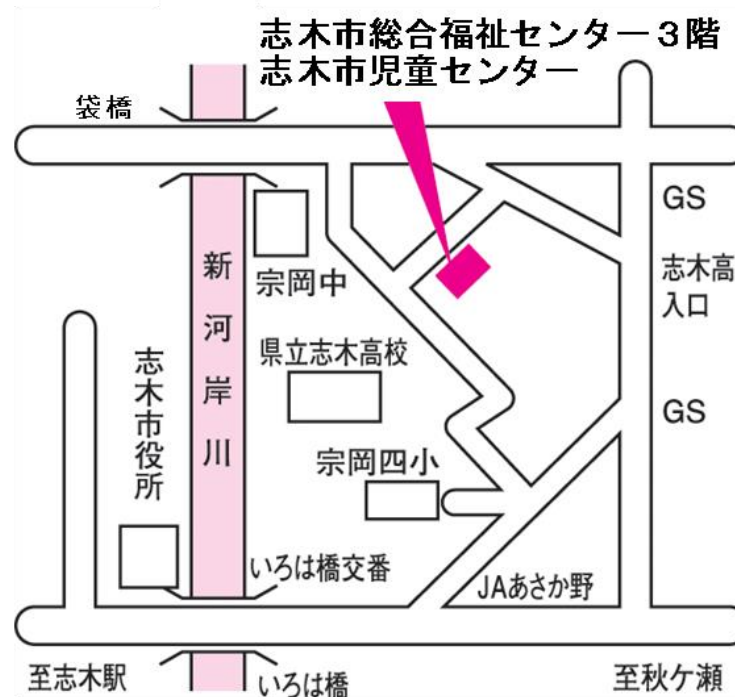 志木市総合福祉センター３階
志木市児童センター
袋橋
GS
新河岸川
宗岡中
志木高
入口
県立志木高校
志木市役所
GS
宗岡四小
いろは橋交番
JAあさか野
至志木駅
いろは橋
至秋ケ瀬